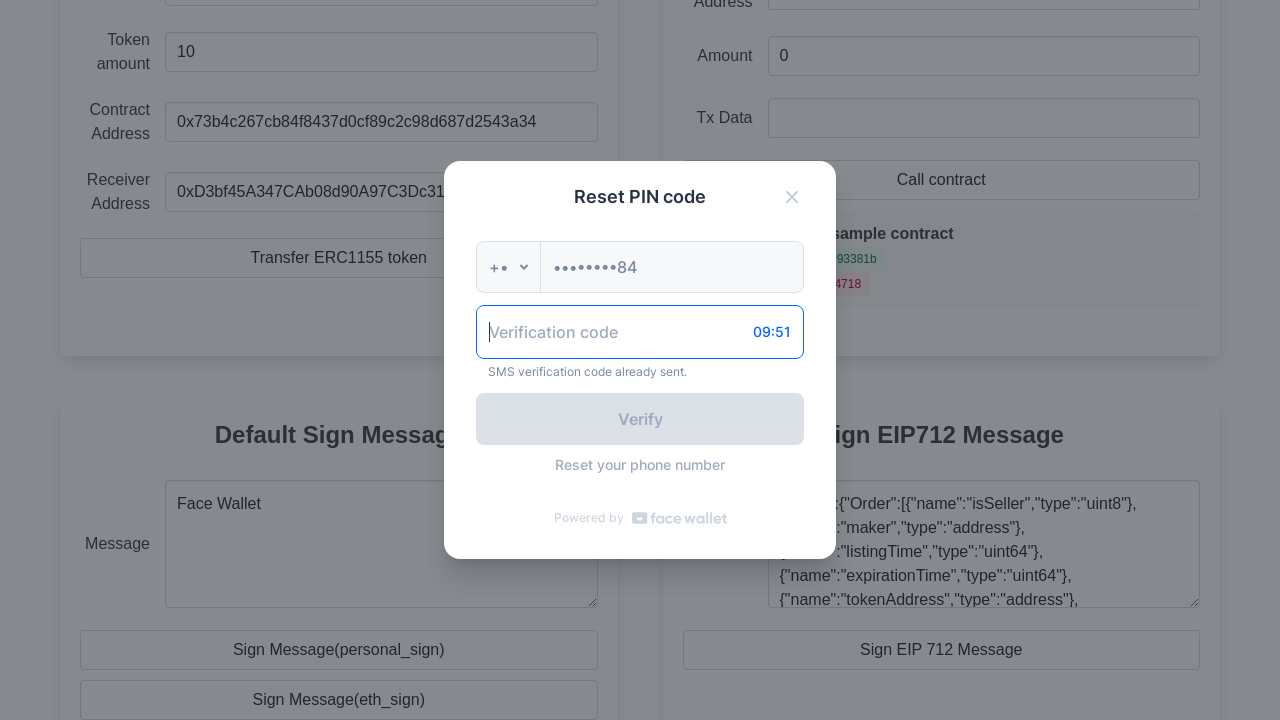 Token
amount
10
Contract
Address
0x73b4c267cb84f8437d0cf89c2c98d687d2543a34
Receiver
Address
0xD3bf45A347CAb08d90A97C3Dc31
Transfer ERC1155 token
Address
Amount
0
Tx Data
Call contract
sample contract
93381b
4718
Reset PIN code
+•
••••••••84
Verification code
09:51
SMS verification code already sent.
Verify
Reset your phone number
Powered by face wallet
Default Sign Messag
Message
Face Wallet
Sign Message(personal_sign)
Sign Message(eth_sign)
ign EIP712 Message
:{"Order":[{"name":"isSeller","type":"uint8"},
:"maker","type":"address"},
:"listingTime","type":"uint64"},
{"name":"expirationTime","type":"uint64"},
{"name":"tokenAddress","type":"address"},
Sign EIP 712 Message